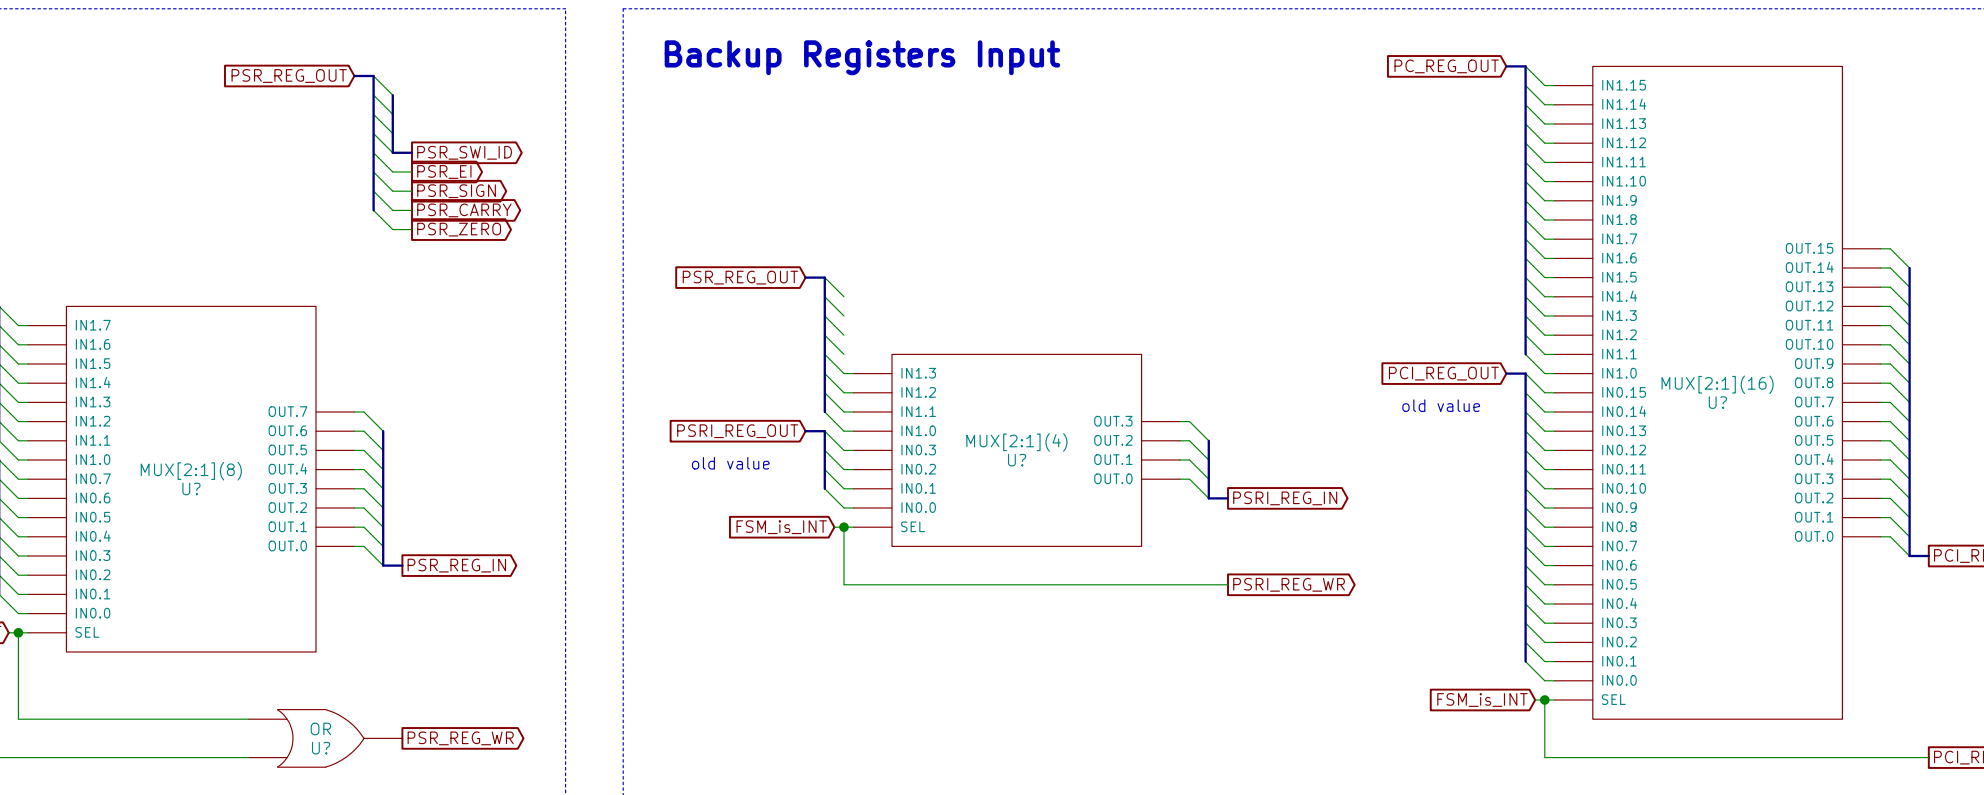 PSR_REG_OUT
PSR_SWI_ID
PSR_EI
PSR_SIGN
PSR_CARRY
PSR_ZERO
IN1.7
IN1.6
IN1.5
IN1.4
IN1.3
IN1.2
IN1.1
IN1.0
IN0.7
IN0.6
IN0.5
IN0.4
IN0.3
IN0.2
IN0.1
IN0.0
SEL
MUX[2:1](8)
U?
OUT.7
OUT.6
OUT.5
OUT.4
OUT.3
OUT.2
OUT.1
OUT.0
PSR_REG_IN
OR
U?
PSR_REG_WR
Backup Registers Input
PSR_REG_OUT
PSRI_REG_OUT
old value
FSM_is_INT
IN1.3
IN1.2
IN1.1
IN1.0
IN0.3
IN0.2
IN0.1
IN0.0
SEL
MUX[2:1](4)
U?
OUT.3
OUT.2
OUT.1
OUT.0
PSRI_REG_IN
PSRI_REG_WR
PC_REG_OUT
PCI_REG_OUT
old value
FSM_is_INT
IN1.15
IN1.14
IN1.13
IN1.12
IN1.11
IN1.10
IN1.9
IN1.8
IN1.7
IN1.6
IN1.5
IN1.4
IN1.3
IN1.2
IN1.1
IN1.0
IN0.15
IN0.14
IN0.13
IN0.12
IN0.11
IN0.10
IN0.9
IN0.8
IN0.7
IN0.6
IN0.5
IN0.4
IN0.3
IN0.2
IN0.1
IN0.0
SEL
MUX[2:1](16)
U?
OUT.15
OUT.14
OUT.13
OUT.12
OUT.11
OUT.10
OUT.9
OUT.8
OUT.7
OUT.6
OUT.5
OUT.4
OUT.3
OUT.2
OUT.1
OUT.0